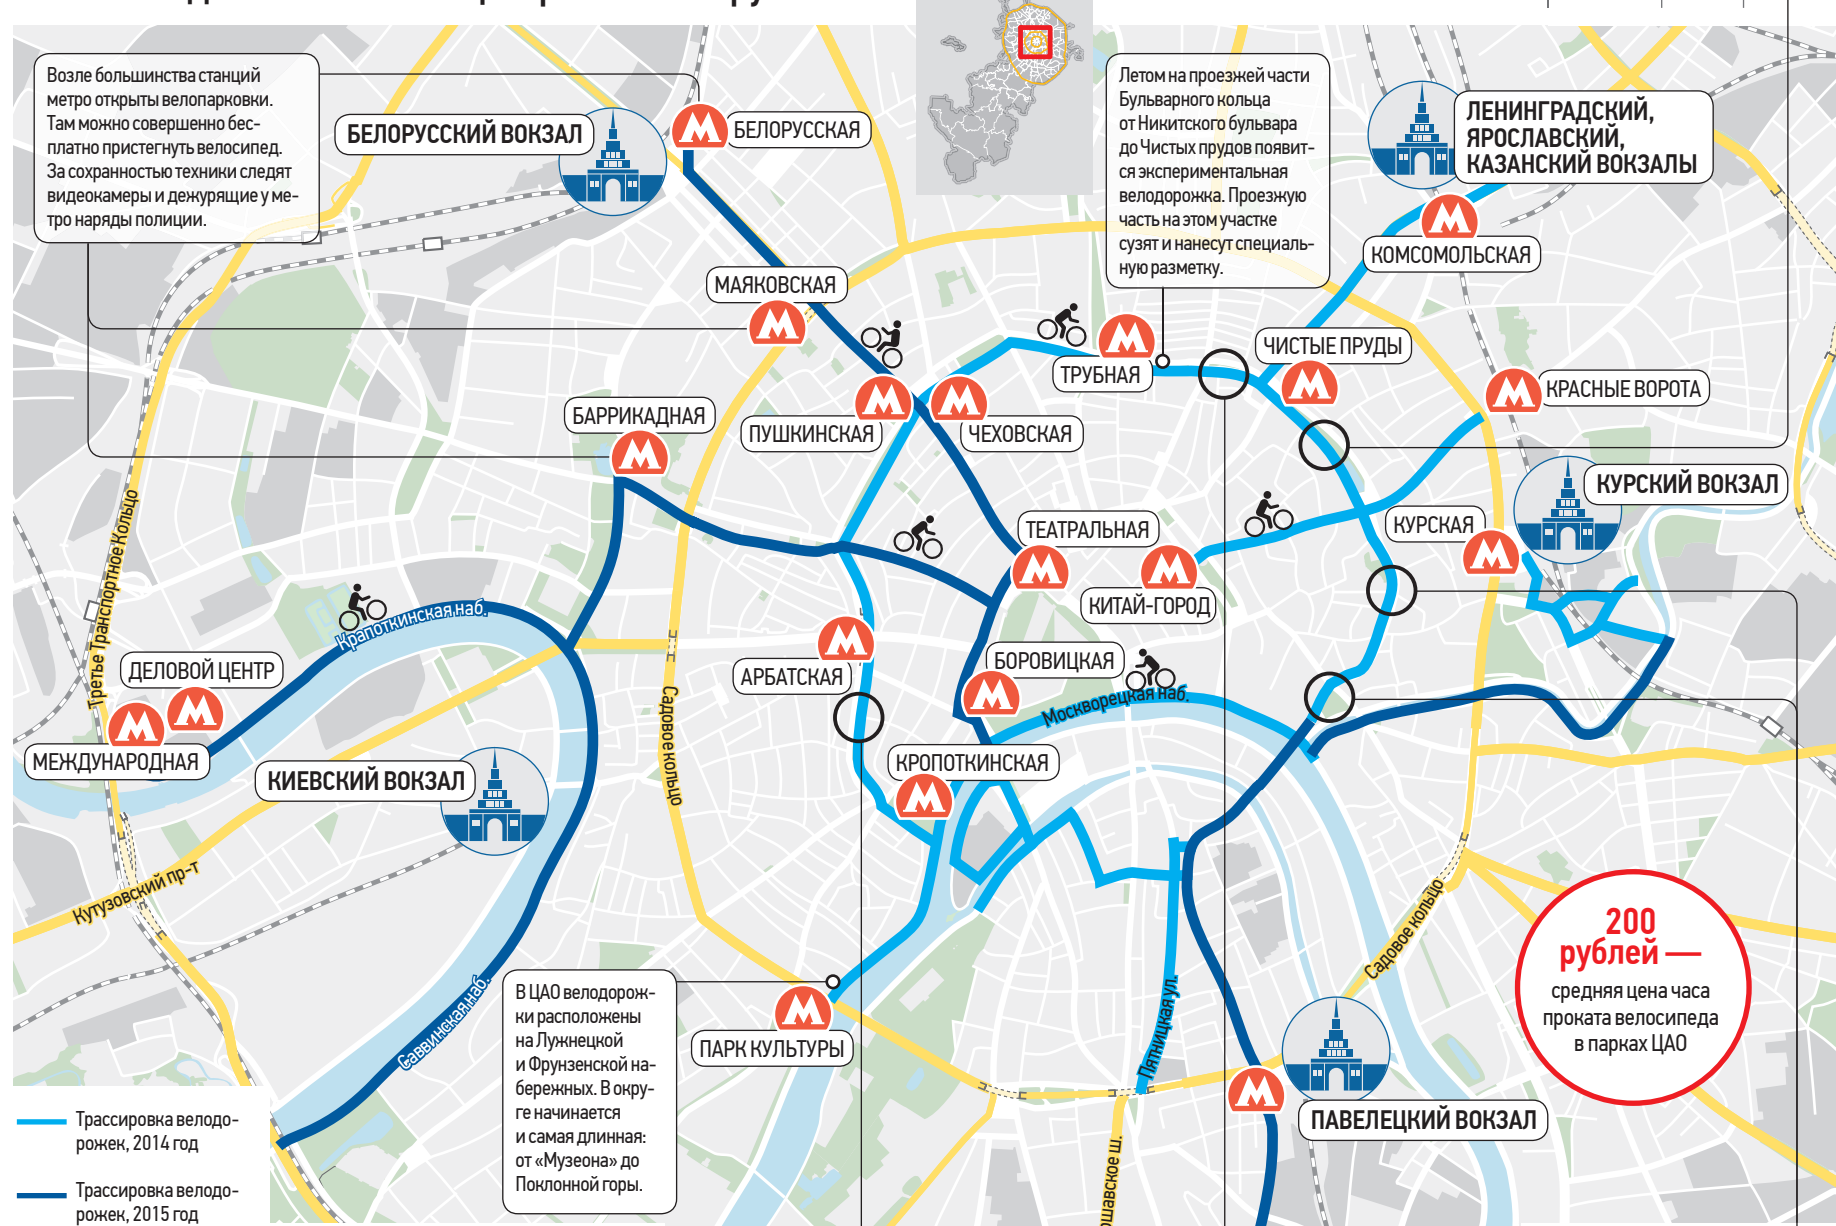 Возле большинства станций
метро открыты велопарковки.
Там можно совершенно бес-
платно пристегнуть велосипед.
За сохранностью техники следят
видеокамеры и дежурящие у ме-
тро наряды полиции.
БЕЛОРУССКИЙ ВОКЗАЛ
БЕЛОРУССКАЯ
Летом на проезжей части
Бульварного кольца
от Никитского бульвара
до Чистых прудов появит-
ся экспериментальная
велодорожка. Проезжую
часть на этом участке
сузят и нанесут специаль-
ную разметку.
ЛЕНИНГРАДСКИЙ,
ЯРОСЛАВСКИЙ,
КАЗАНСКИЙ ВОКЗАЛЫ
КОМСОМОЛЬСКАЯ
МАЯКОВСКАЯ
ЧИСТЫЕ ПРУДЫ
ТРУБНАЯ
КРАСНЫЕ ВОРОТА
БАРРИКАДНАЯ
ПУШКИНСКАЯ
ЧЕХОВСКАЯ
КУРСКИЙ ВОКЗАЛ
КУРСКАЯ
ТЕАТРАЛЬНАЯ
КИТАЙ-ГОРОД
Третье Транспортное Кольцо
Крапоткинская наб.
ДЕЛОВОЙ ЦЕНТР
МЕЖДУНАРОДНАЯ
АРБАТСКАЯ
БОРОВИЦКАЯ
Москворецкая наб.
Садовое кольцо
КИЕВСКИЙ ВОКЗАЛ
КРОПОТКИНСКАЯ
Кутузовский пр-т
Саввинская наб.
Садовое кольцо
200
рублей —
средняя цена часа
проката велосипеда
в парках ЦАО
В ЦАО велодорож-
ки расположены
на Лужнецкой
и Фрунзенской на-
бережных. В окру-
ге начинается
и самая длинная:
от «Музеона» до
Поклонной горы.
ПАРК КУЛЬТУРЫ
Пятницкая ул.
ПАВЕЛЕЦКИЙ ВОКЗАЛ
ошавское ш.
Трассировка велодо-
рожек, 2014 год
Трассировка велодо-
рожек, 2015 год